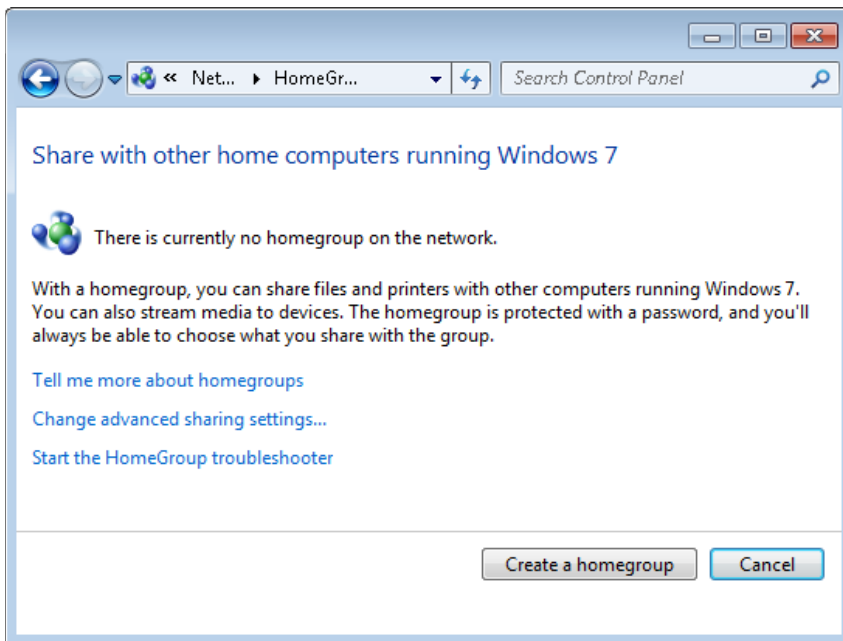 « Net... ▸ HomeGr... Search Control Panel
Share with other home computers running Windows 7
There is currently no homegroup on the network.
With a homegroup, you can share files and printers with other computers running Windows 7.
You can also stream media to devices. The homegroup is protected with a password, and you'll
always be able to choose what you share with the group.
Tell me more about homegroups
Change advanced sharing settings...
Start the HomeGroup troubleshooter
Create a homegroup Cancel